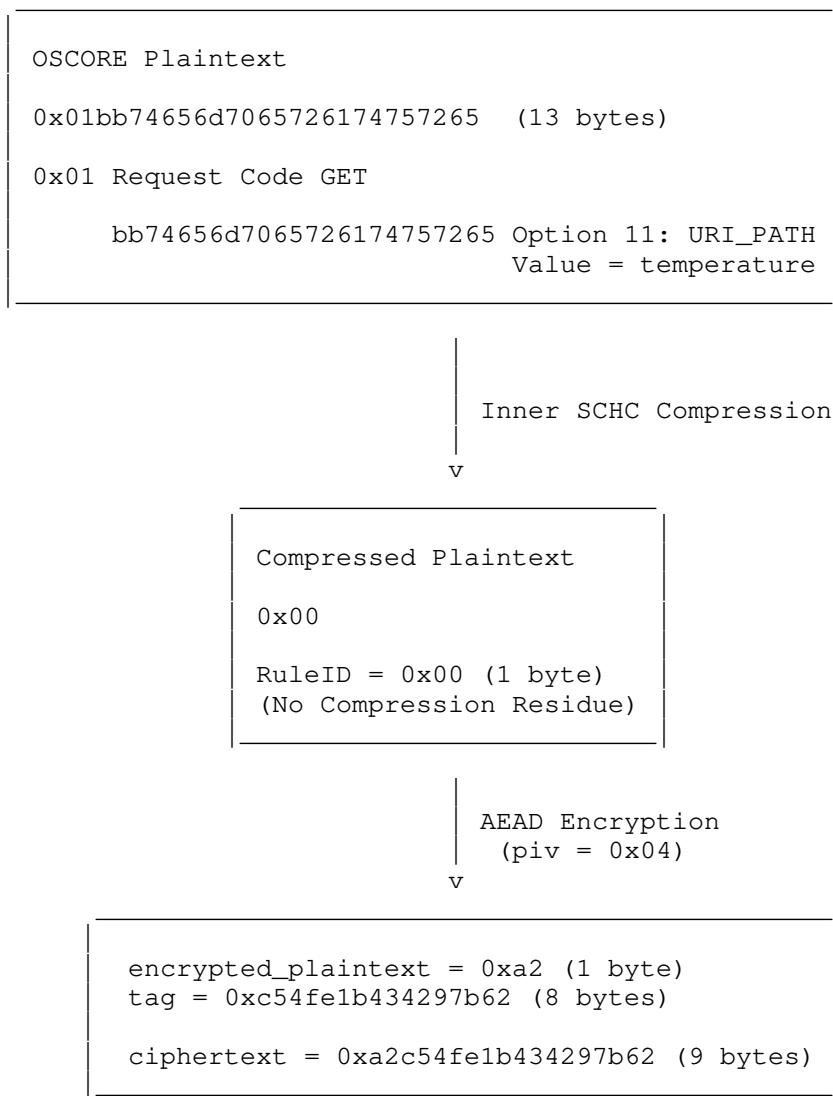 OSCORE Plaintext
0x01bb74656d7065726174757265 (13 bytes)
0x01 Request Code GET
bb74656d7065726174757265 Option 11: URI_PATH
Value = temperature
Inner SCHC Compression
v
Compressed Plaintext
0x00
RuleID = 0x00 (1 byte)
(No Compression Residue)
AEAD Encryption
(piv = 0x04)
v
encrypted_plaintext = 0xa2 (1 byte)
tag = 0xc54fe1b434297b62 (8 bytes)
ciphertext = 0xa2c54fe1b434297b62 (9 bytes)